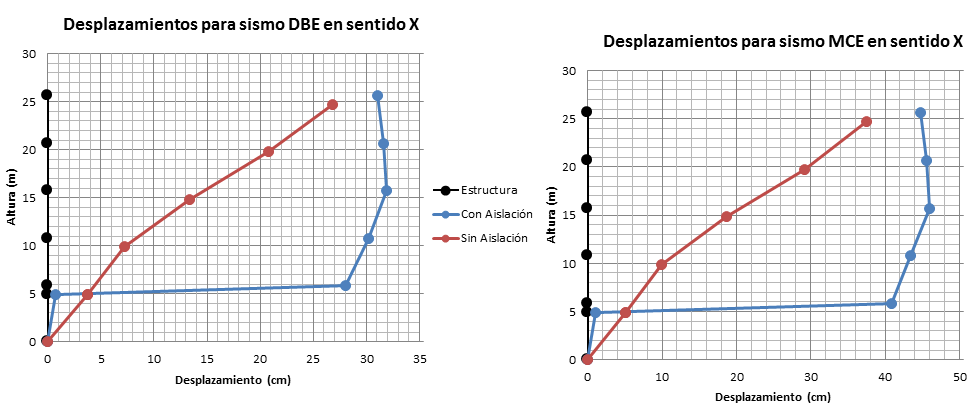 Desplazamientos para sismo DBE en sentido X
30
25
20
15
10
5
0
Altura (m)
0 5 10 15 20 25 30 35
Desplazamiento (cm)
Estructura
Con Aislación
Sin Aislación
Desplazamientos para sismo MCE en sentido X
30
25
20
15
10
5
0
Altura (m)
0 10 20 30 40 50
Desplazamiento (cm)